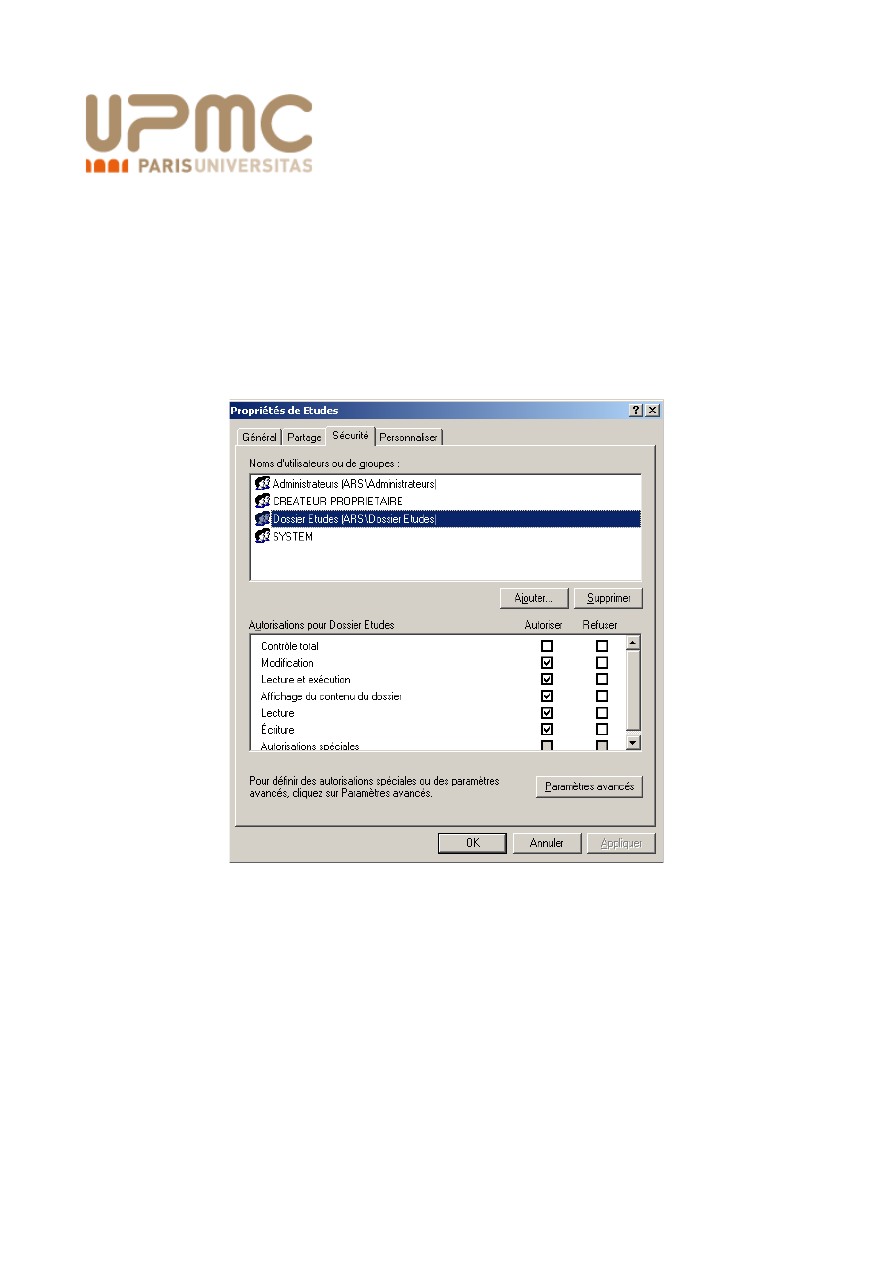 UPMC
PARISUNIVERSITAS
Propriétés de Etudes
Général Partage Sécurité Personnaliser
Noms d'utilisateurs ou de groupes :
Administrateurs (ARS\Administrateurs)
CREATEUR PROPRIETAIRE
Dossier Etudes (ARS\Dossier Etudes)
SYSTEM
Ajouter... Supprimer
Autorisations pour Dossier Etudes Autoriser Refuser
Contrôle total
Modification
Lecture et exécution
Affichage du contenu du dossier
Lecture
Écriture
Autorisations spéciales
Pour définir des autorisations spéciales ou des paramètres
avancés, cliquez sur Paramètres avancés.
Paramètres avancés
OK Annuler Appliquer